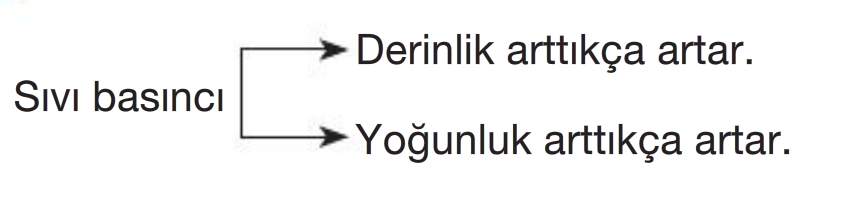 Derinlik arttıkça artar.
Sıvı basıncı
Yoğunluk arttıkça artar.